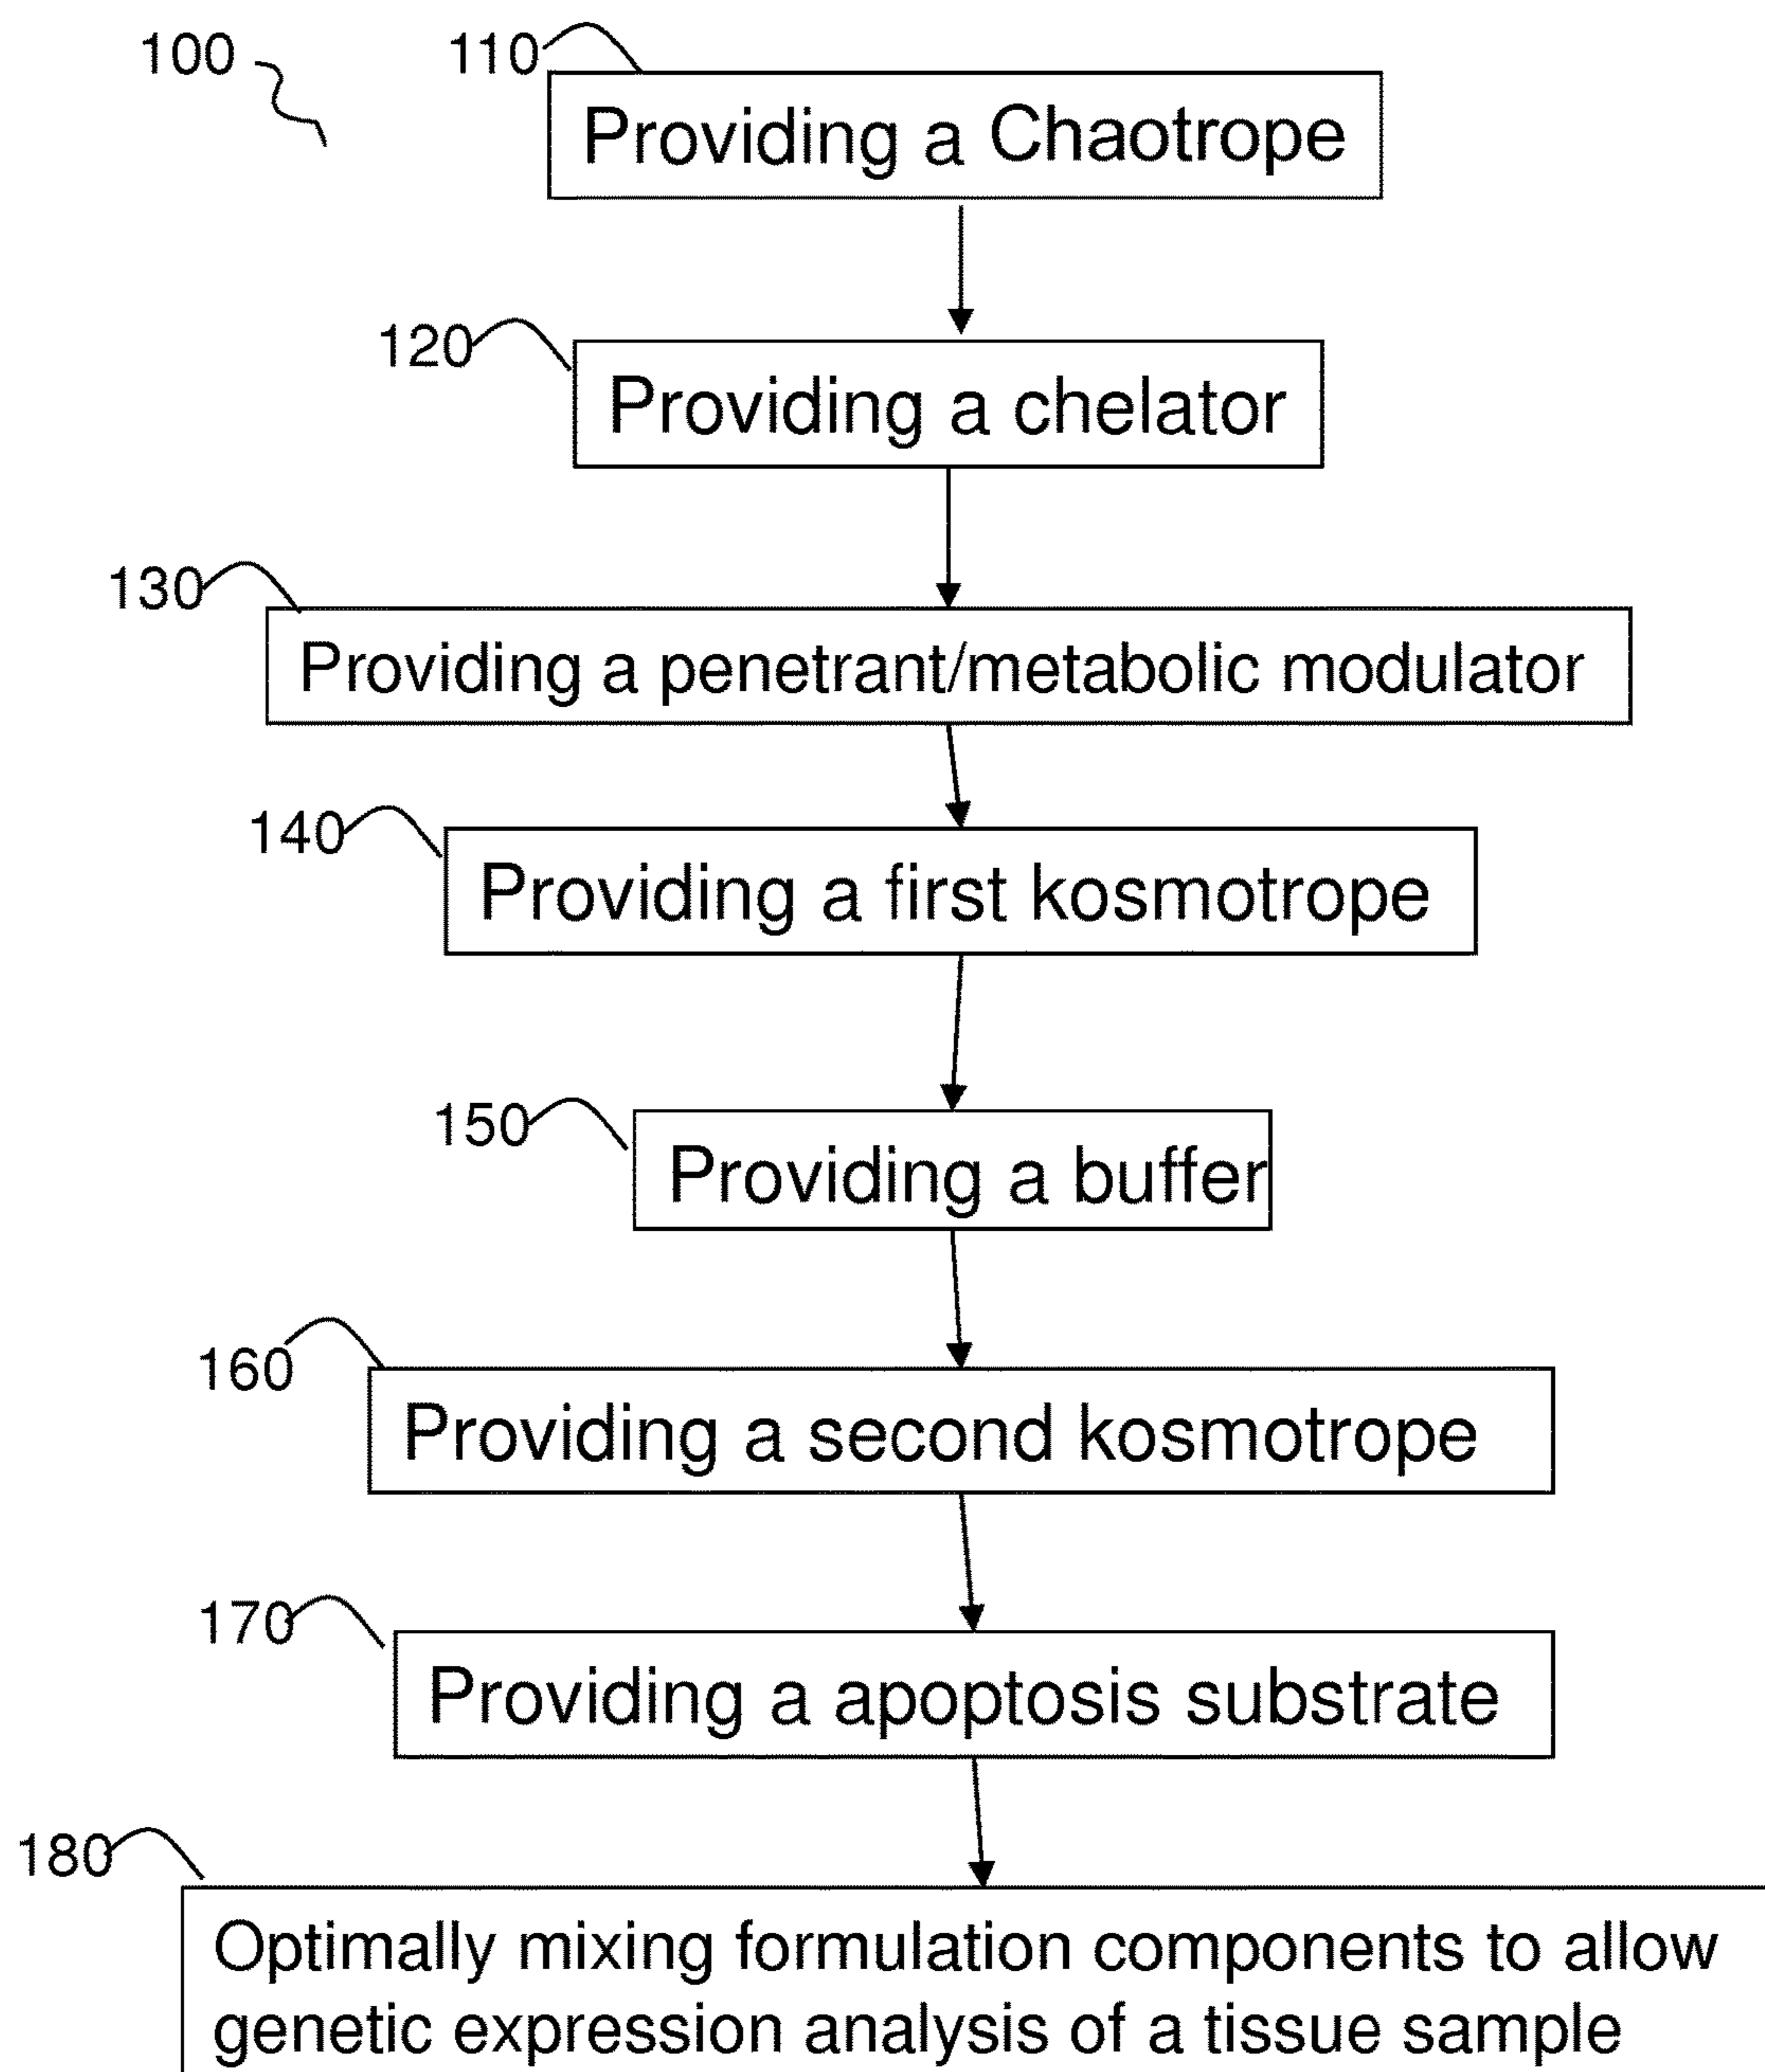 100
110
Providing a Chaotrope
120
Providing a chelator
130
Providing a penetrant/metabolic modulator
140
Providing a first kosmotrope
150
Providing a buffer
160
Providing a second kosmotrope
170
Providing a apoptosis substrate
180
Optimally mixing formulation components to allow
genetic expression analysis of a tissue sample